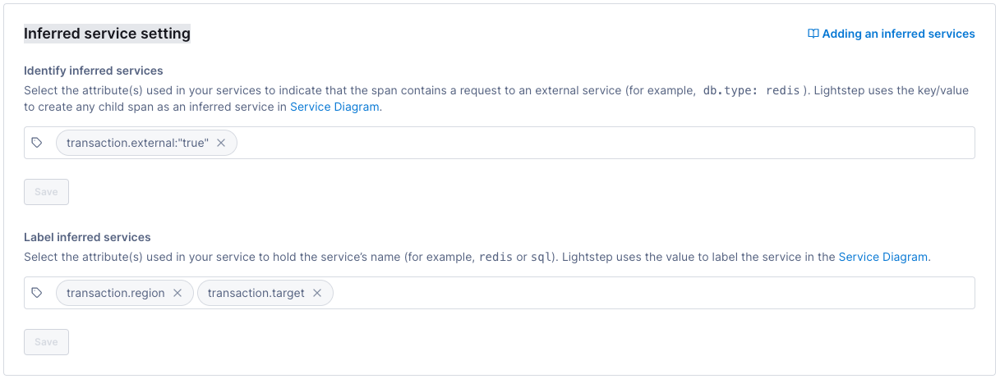 Inferred service setting
Adding an inferred services
Identify inferred services
Select the attribute(s) used in your services to indicate that the span contains a request to an external service (for example, db.type: redis ). Lightstep uses the key/value
to create any child span as an inferred service in Service Diagram.
transaction.external:"true"
Save
Label inferred services
Select the attribute(s) used in your service to hold the service’s name (for example, redis or sql). Lightstep uses the value to label the service in the Service Diagram.
transaction.region transaction.target
Save